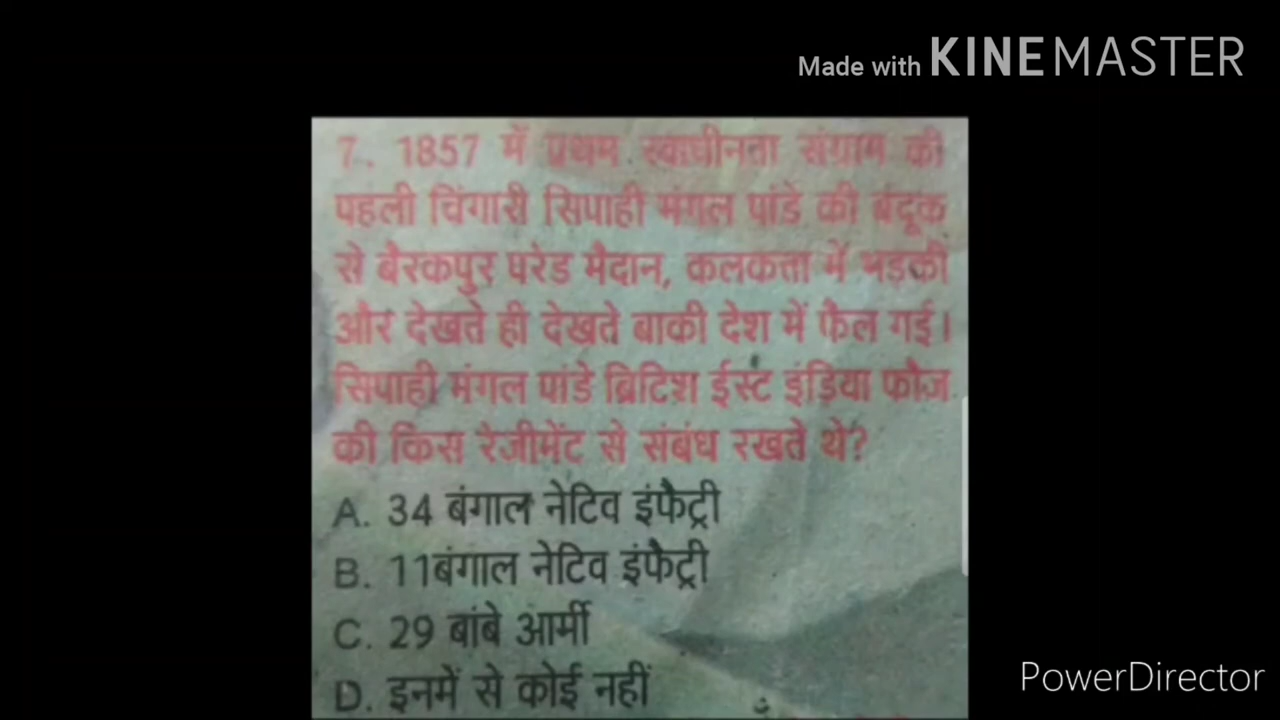 Made with KINEMASTER
7. 1857 में प्रथम स्वाधीनता संग्राम की
पहली चिंगारी सिपाही मंगल पांडे की बंदूक
से बैरकपुर परेड मैदान, कलकत्ता में भड़की
और देखते ही देखते बाकी देश में फैल गई।
सिपाही मंगल पांडे ब्रिटिश ईस्ट इंडिया फौज
की किस रेजीमेंट से संबंध रखते थे?
A. 34 बंगाल नेटिव इंफैट्री
B. 11बंगाल नेटिव इंफैट्री
C. 29 बांबे आर्मी
D. इनमें से कोई नहीं
PowerDirector